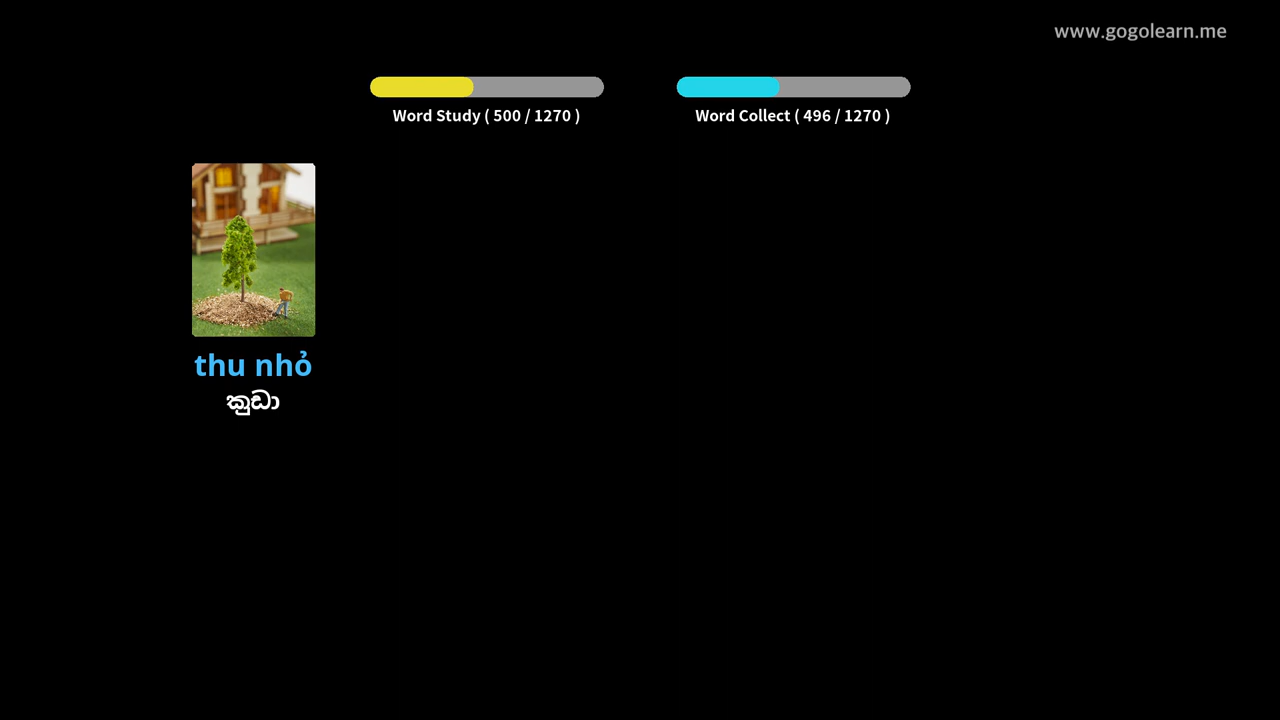 www.gogolearn.me
Word Study ( 500 / 1270 )
Word Collect ( 496 / 1270 )
thu nhỏ
කුඩා